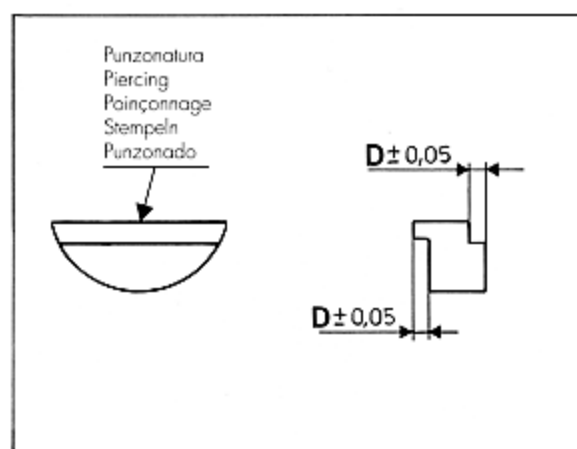 Punzonatura
Piercing
Poinçonnage
Stempeln
Punzonado
D± 0,05
D± 0,05